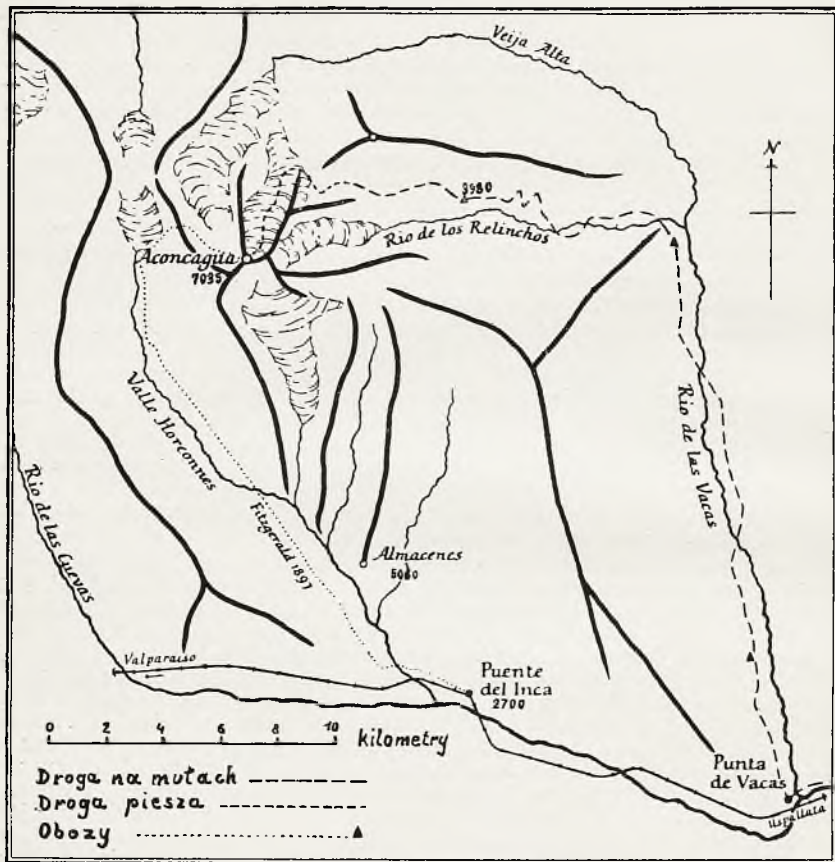 Veija Alta
N
3980
Rio de los Relinchos
Aconcagua
7035
Valle Horconnes
Rio de las Vacas
Rio de las Cuevas
Fitzgerald 1897
Almacenes
5060
Valparaiso
Puente
del Inca
2700
0 2 4 6 8 10
kilometry
Punta
de Vacas
Uspallata
Droga na mułach
Droga piesza
Obozy